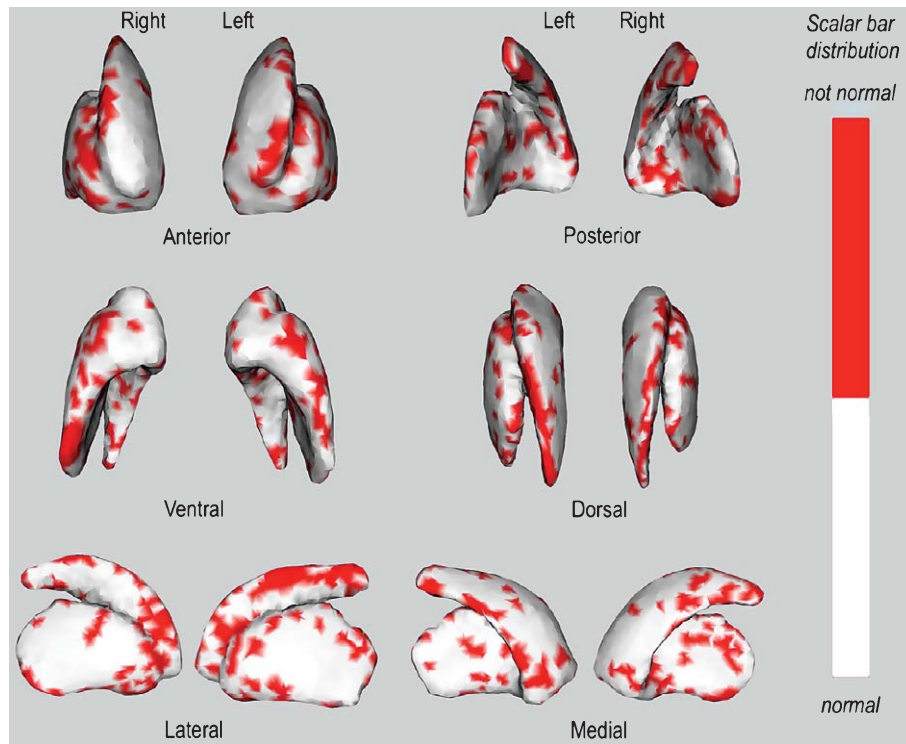 Right Left
Left Right
Scalar bar
distribution
not normal
Anterior
Posterior
Ventral
Dorsal
Lateral
Medial
normal